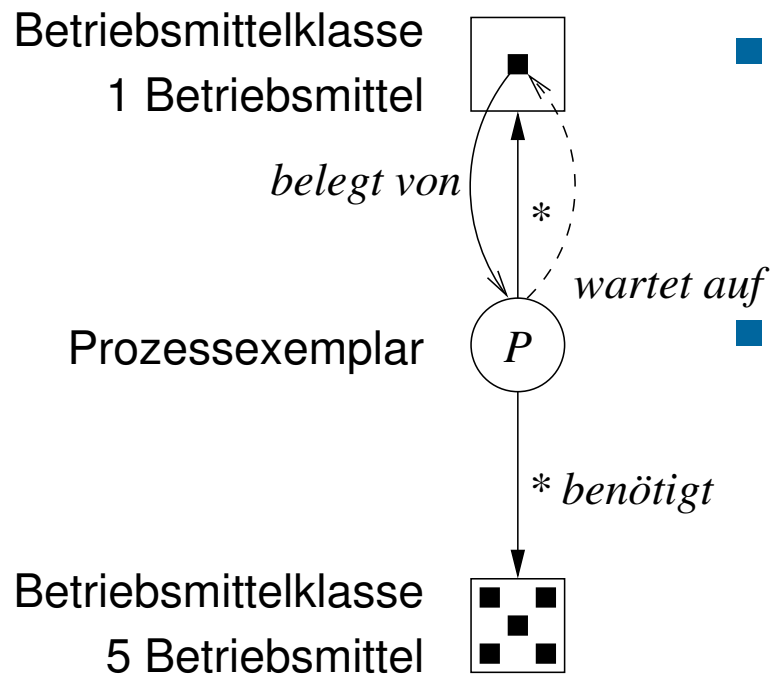 Betriebsmittelklasse
1 Betriebsmittel
belegt von
*
wartet auf
Prozessexemplar
P
* benötigt
Betriebsmittelklasse
5 Betriebsmittel